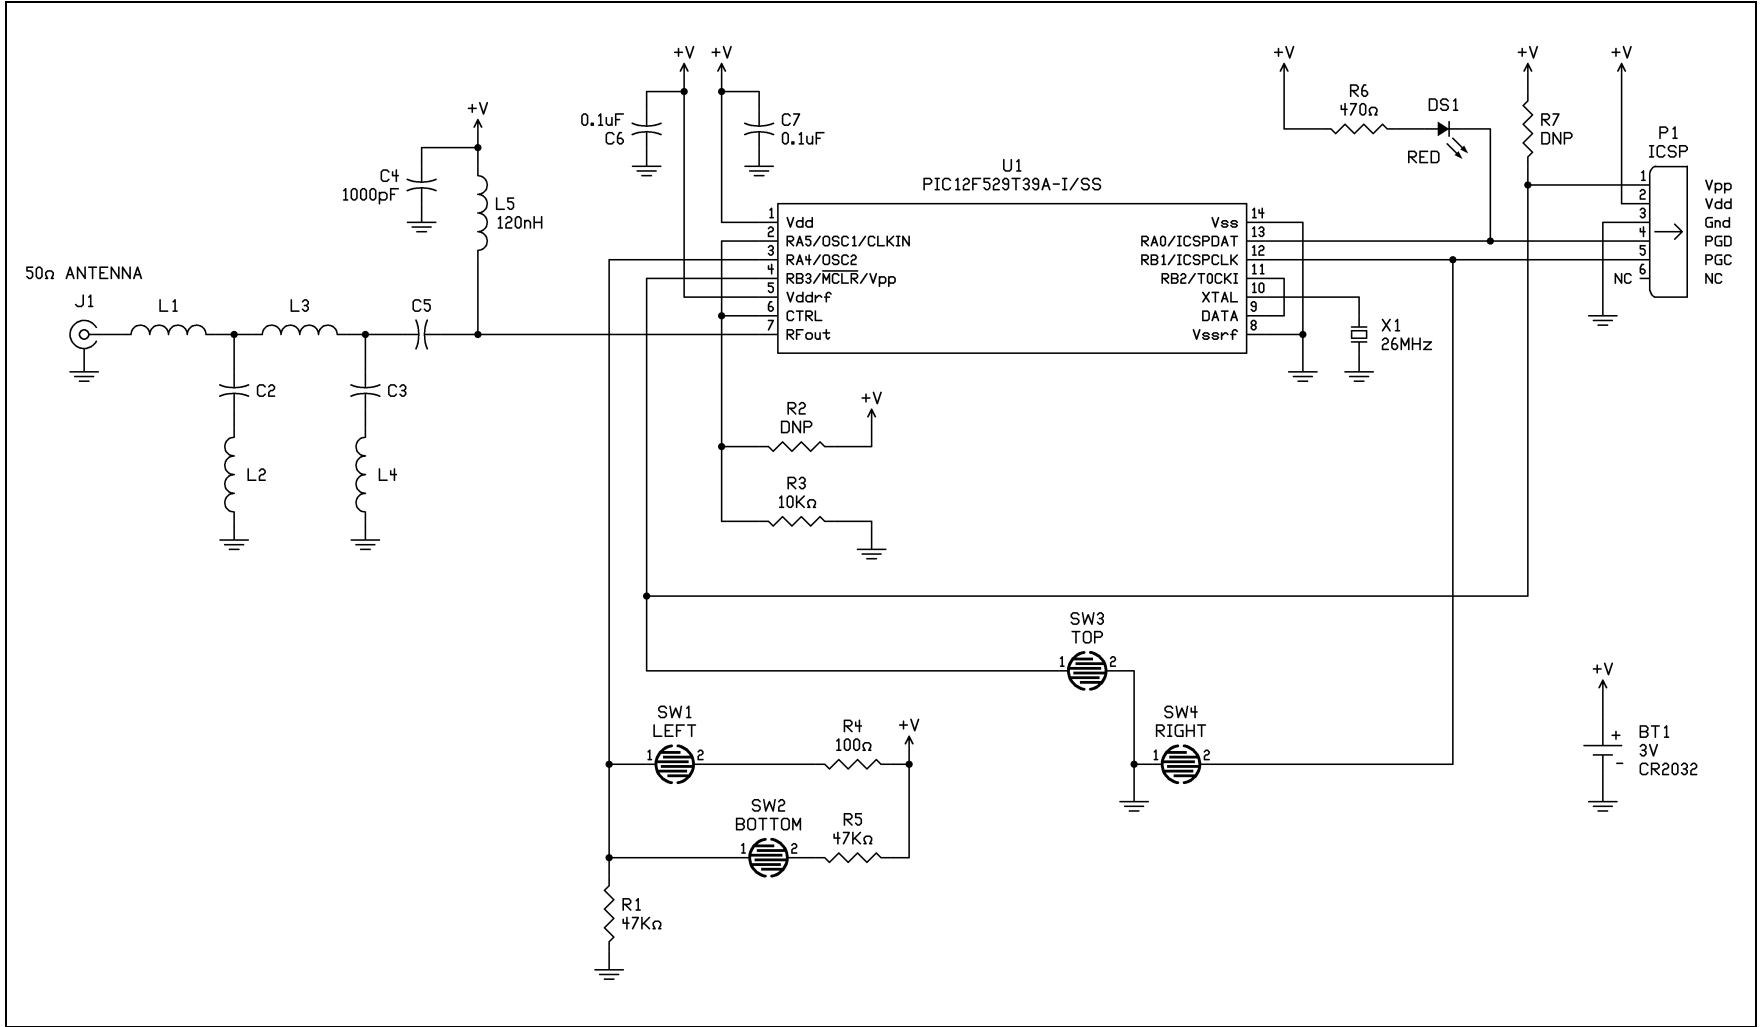 +V
+V
+V
+V
+V
+V
0.1uF
C6
C7
0.1uF
R6
470Ω
DS1
RED
R7
DNP
P1
ICSP
C4
1000pF
L5
120nH
U1
PIC12F529T39A-I/SS
1 Vdd
2 RA5/OSC1/CLKIN
3 RA4/OSC2
4 RB3/MCLR/Vpp
5 Vddrf
6 CTRL
7 RFout
Vss 14
RA0/ICSPDAT 13
RB1/ICSPCLK 12
RB2/T0CKI 11
XTAL 10
DATA 9
Vssrf 8
1 Vpp
2 Vdd
3 Gnd
4 PGD
5 PGC
NC 6 NC
50Ω ANTENNA
J1
L1
L3
C5
X1
26MHz
C2
C3
L2
L4
R2
DNP
+V
R3
10KΩ
SW3
TOP
1 2
SW1
LEFT
1 2
R4
100Ω
+V
SW4
RIGHT
1 2
SW2
BOTTOM
1 2
R5
47KΩ
R1
47KΩ
+V
+
-
BT1
3V
CR2032